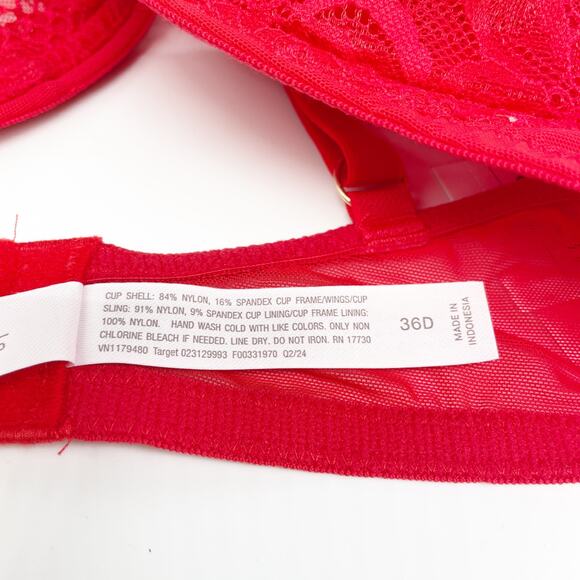 CUP SHELL: 84% NYLON, 16% SPANDEX CUP FRAME/WINGS/CUP
SLING: 91% NYLON, 9% SPANDEX CUP LINING/CUP FRAME LINING:
100% NYLON. HAND WASH COLD WITH LIKE COLORS. ONLY NON
CHLORINE BLEACH IF NEEDED. LINE DRY. DO NOT IRON. RN 17730
VN1179480 Target 023129993 F00331970 Q2/24
36D
MADE IN
INDONESIA